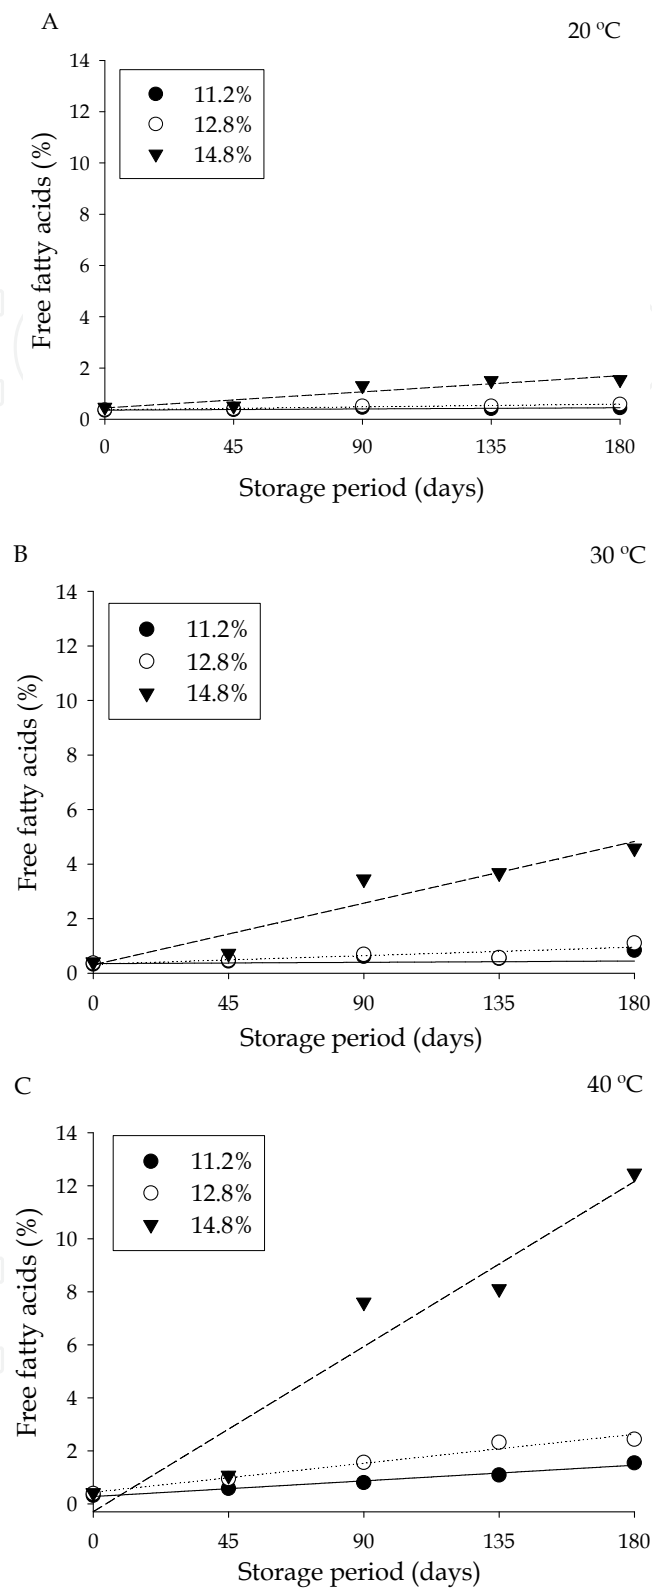 A
20 ºC
14
12
10
8
6
4
2
0
Free fatty acids (%)
11.2%
12.8%
14.8%
0 45 90 135 180
Storage period (days)
B
30 ºC
14
12
10
8
6
4
2
0
Free fatty acids (%)
11.2%
12.8%
14.8%
0 45 90 135 180
Storage period (days)
C
40 ºC
14
12
10
8
6
4
2
0
Free fatty acids (%)
11.2%
12.8%
14.8%
0 45 90 135 180
Storage period (days)